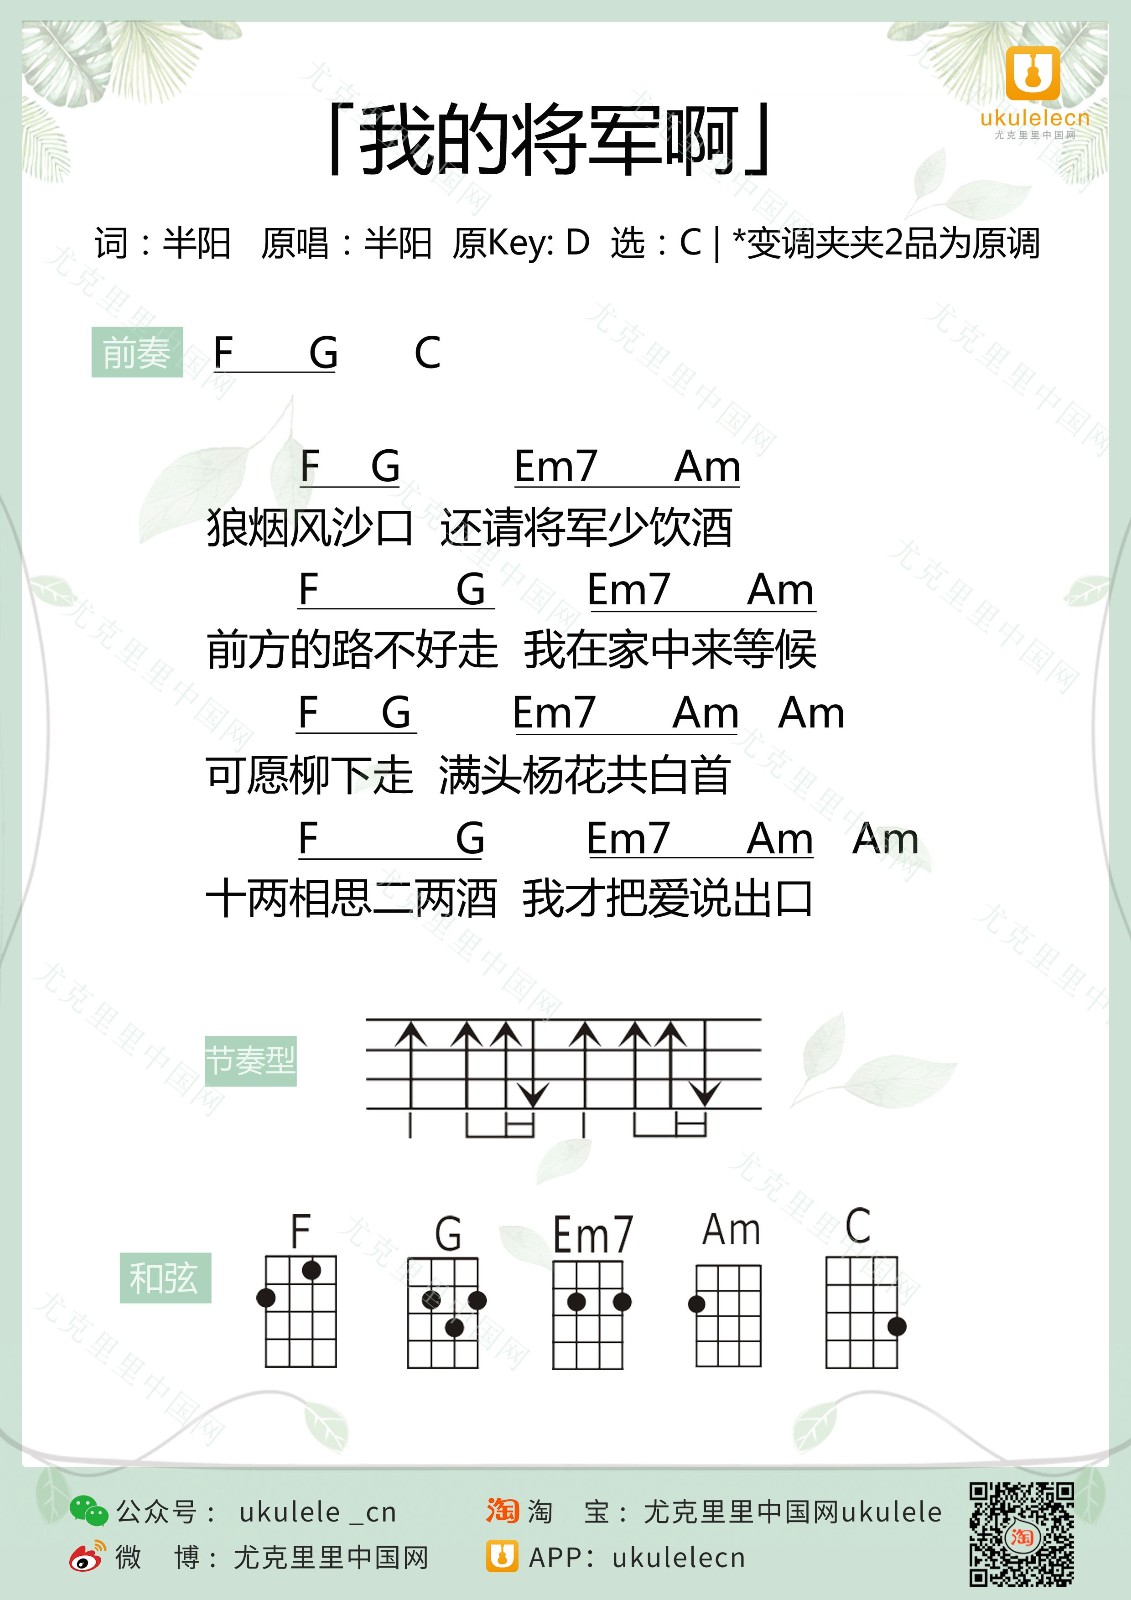 ukulelecn
尤克里里中国网
「我的将军啊」
词：半阳 原唱：半阳 原Key: D 选：C | *变调夹夹2品为原调
前奏 F G C
F G Em7 Am
狼烟风沙口 还请将军少饮酒
F G Em7 Am
前方的路不好走 我在家中来等候
F G Em7 Am Am
可愿柳下走 满头杨花共白首
F G Em7 Am Am
十两相思二两酒 我才把爱说出口
节奏型
F G Em7 Am C
和弦
公众号： ukulele _cn 淘 淘 宝：尤克里里中国网ukulele
微 博：尤克里里中国网 APP：ukulelecn
淘